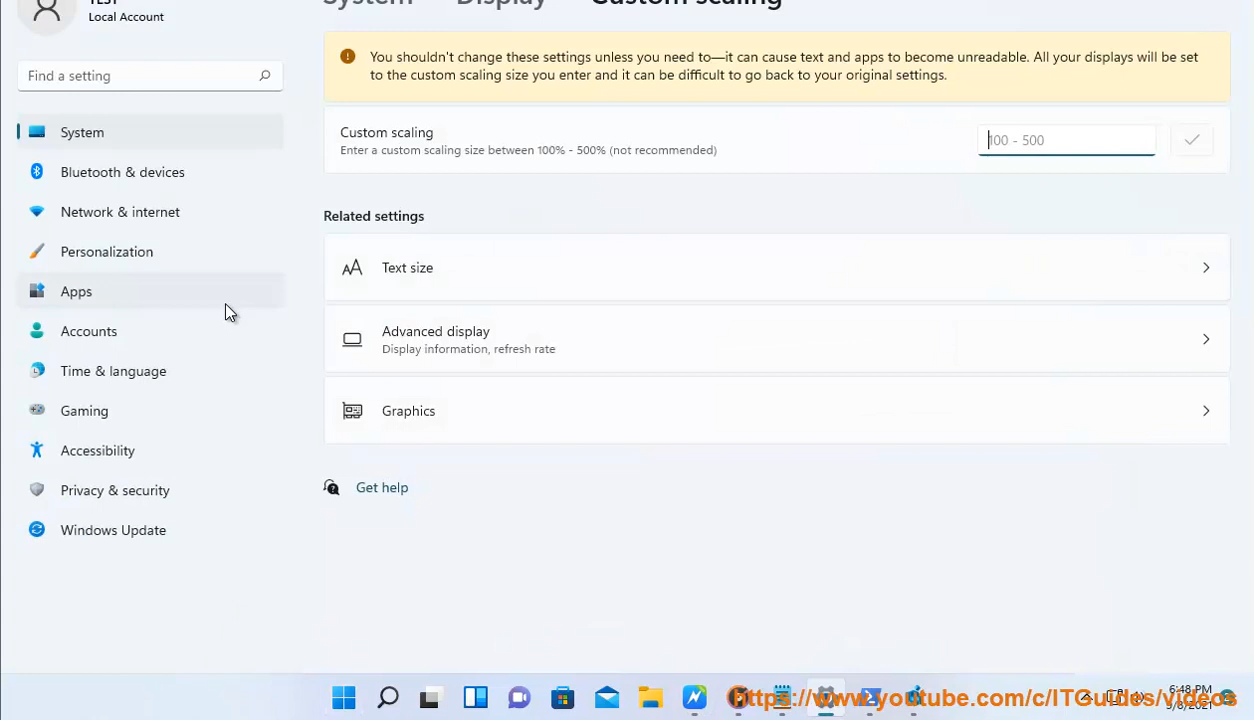 TEST
System Display Custom scaling
Local Account
You shouldn't change these settings unless you need to—it can cause text and apps to become unreadable. All your displays will be set
to the custom scaling size you enter and it can be difficult to go back to your original settings.
Find a setting
System
Bluetooth & devices
Network & internet
Personalization
Apps
Accounts
Time & language
Gaming
Accessibility
Privacy & security
Windows Update
Custom scaling
Enter a custom scaling size between 100% - 500% (not recommended)
100 - 500
Related settings
Text size
Advanced display
Display information, refresh rate
Graphics
Get help
https://www.youtube.com/c/ITGuides/videos
6:48 PM